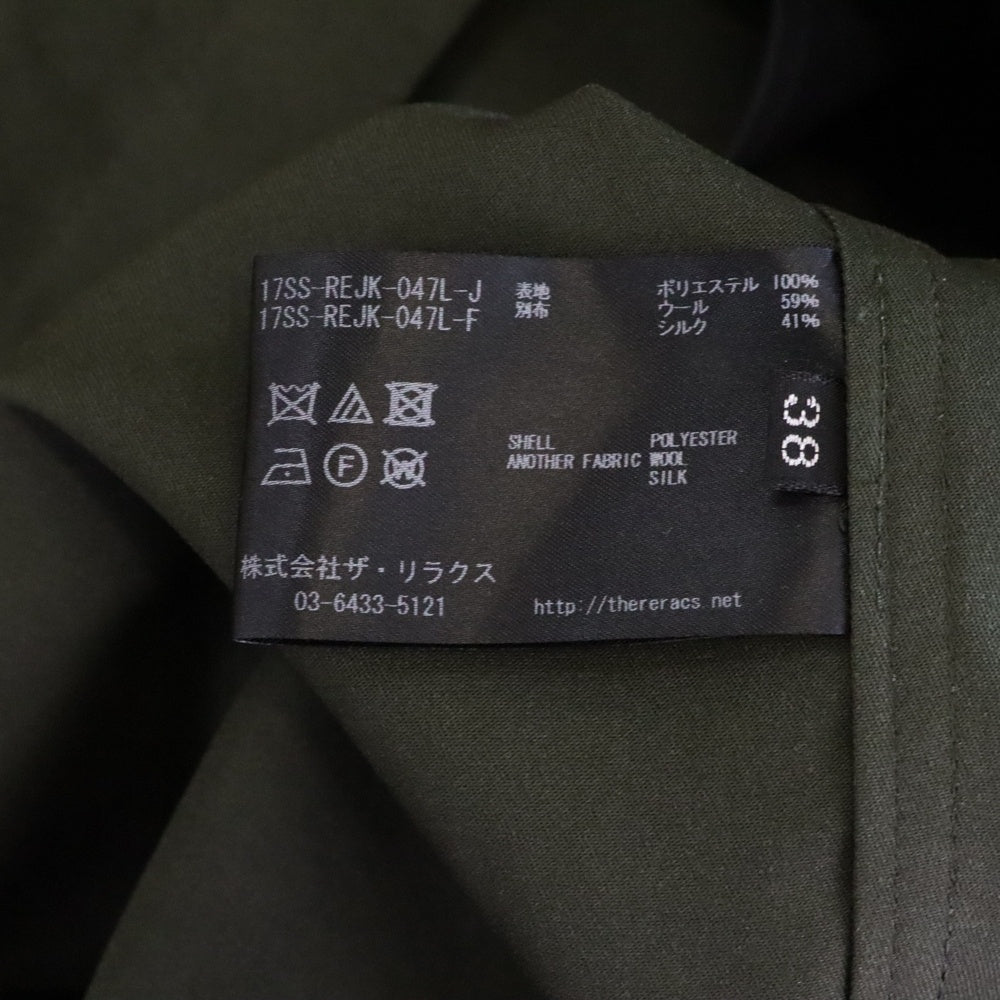 17SS-REJK-047L-J 表地 ポリエステル 100%
17SS-REJK-047L-F 別布 ウール 59%
シルク 41%
38
SHELL POLYESTER
ANOTHER FABRIC WOOL
SILK
F
W
株式会社ザ・リラクス
03-6433-5121 http://thereracs.net